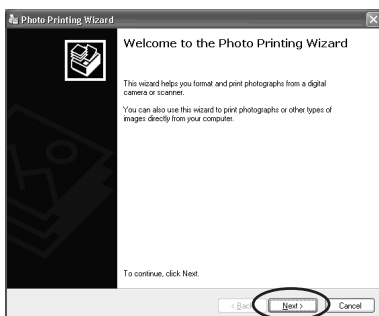 Photo Printing Wizard
Welcome to the Photo Printing Wizard
This wizard helps you format and print photographs from a digital
camera or scanner.
You can also use this wizard to print photographs or other types of
images directly from your computer.
To continue, click Next.
< Back Next > Cancel